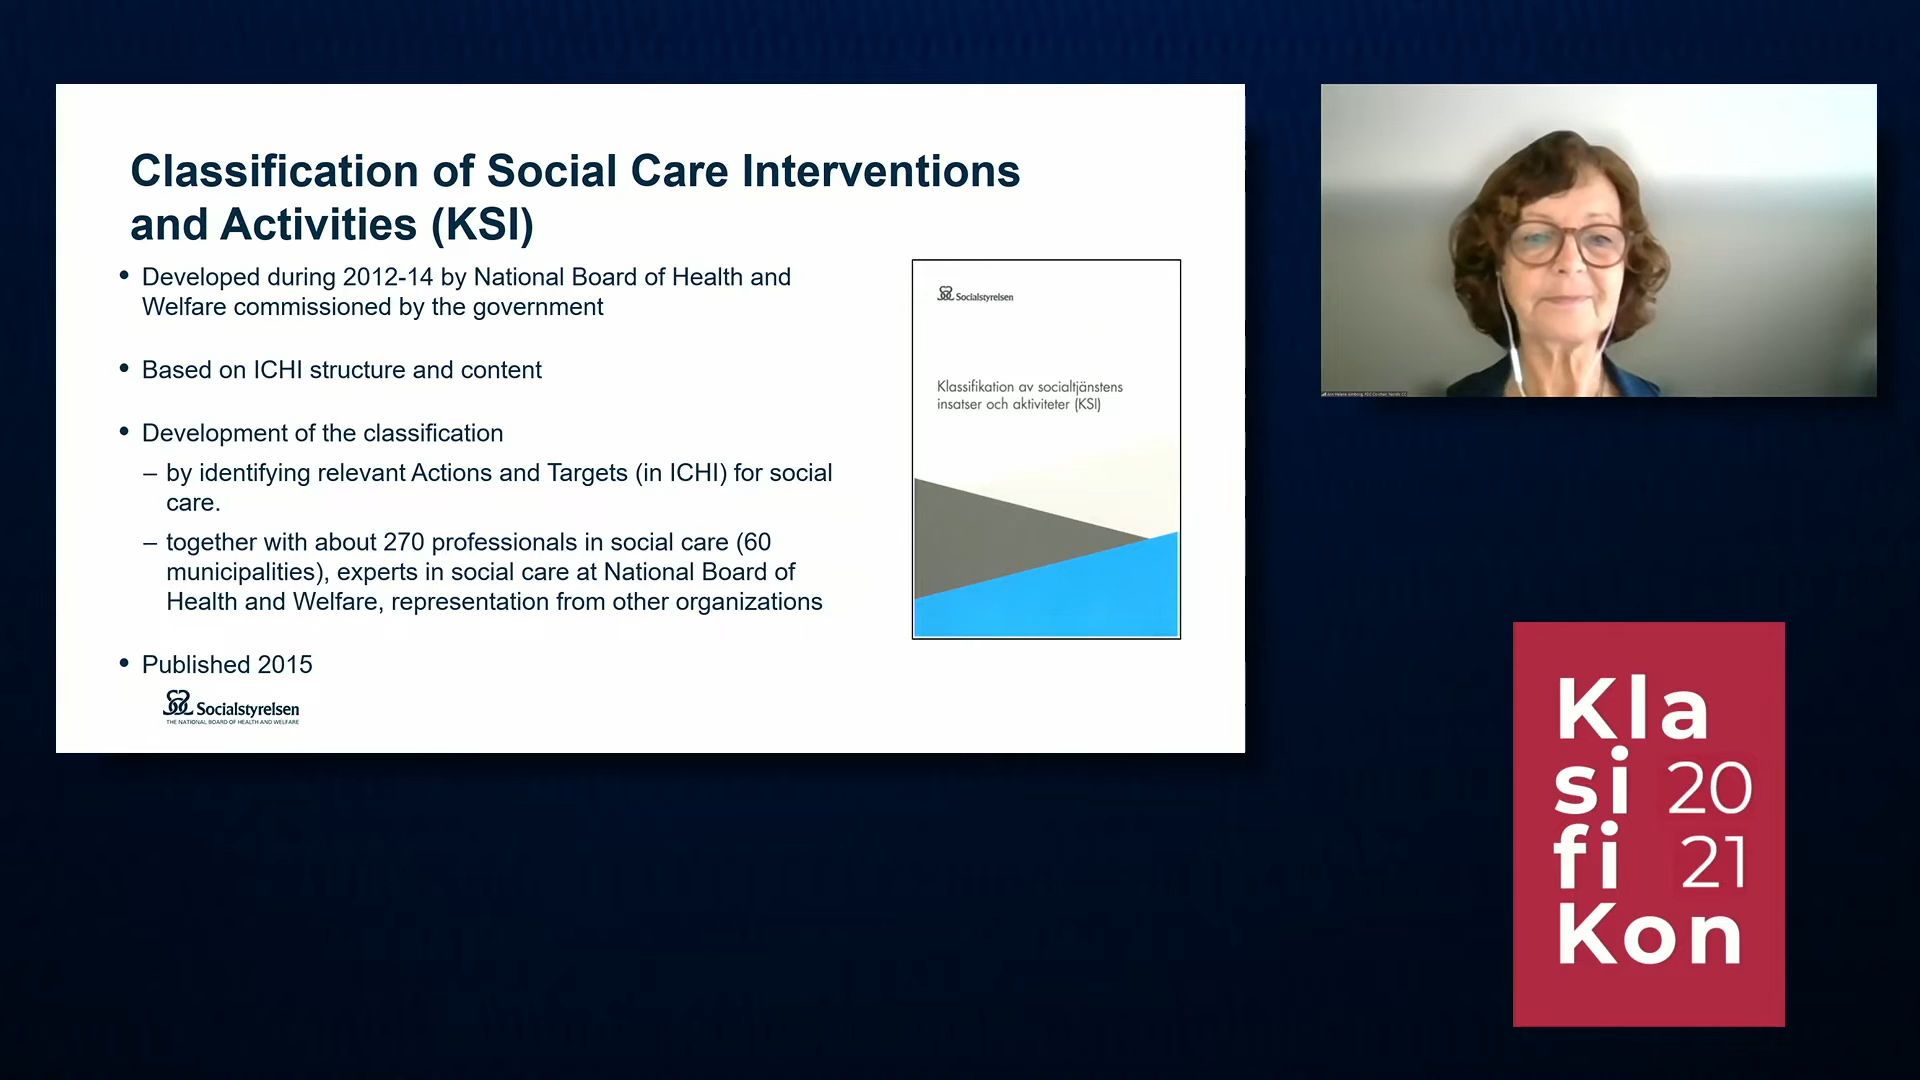 Classification of Social Care Interventions
and Activities (KSI)
• Developed during 2012-14 by National Board of Health and
Welfare commissioned by the government
• Based on ICHI structure and content
• Development of the classification
– by identifying relevant Actions and Targets (in ICHI) for social
care.
– together with about 270 professionals in social care (60
municipalities), experts in social care at National Board of
Health and Welfare, representation from other organizations
• Published 2015
Socialstyrelsen
THE NATIONAL BOARD OF HEALTH AND WELFARE
Socialstyrelsen
Klassifikation av socialtjänstens
insatser och aktiviteter (KSI)
Kla
si 20
fi 21
Kon